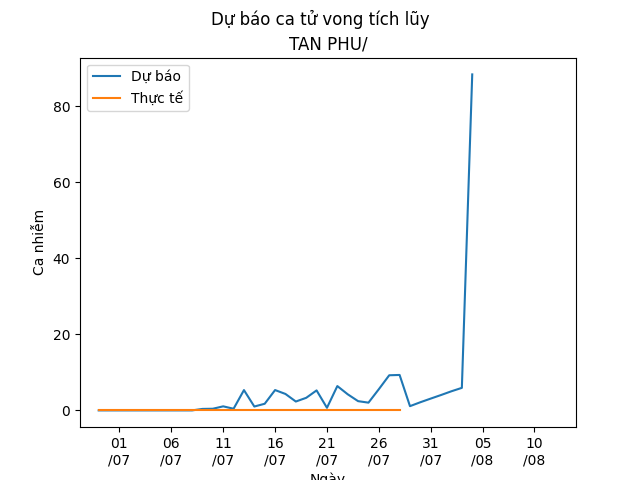 Dự báo ca tử vong tích lũy
TAN PHU/
Dự báo
Thực tế
Ca nhiễm
80
60
40
20
0
01 06 11 16 21 26 31 05 10
/07 /07 /07 /07 /07 /07 /07 /08 /08
Ngày